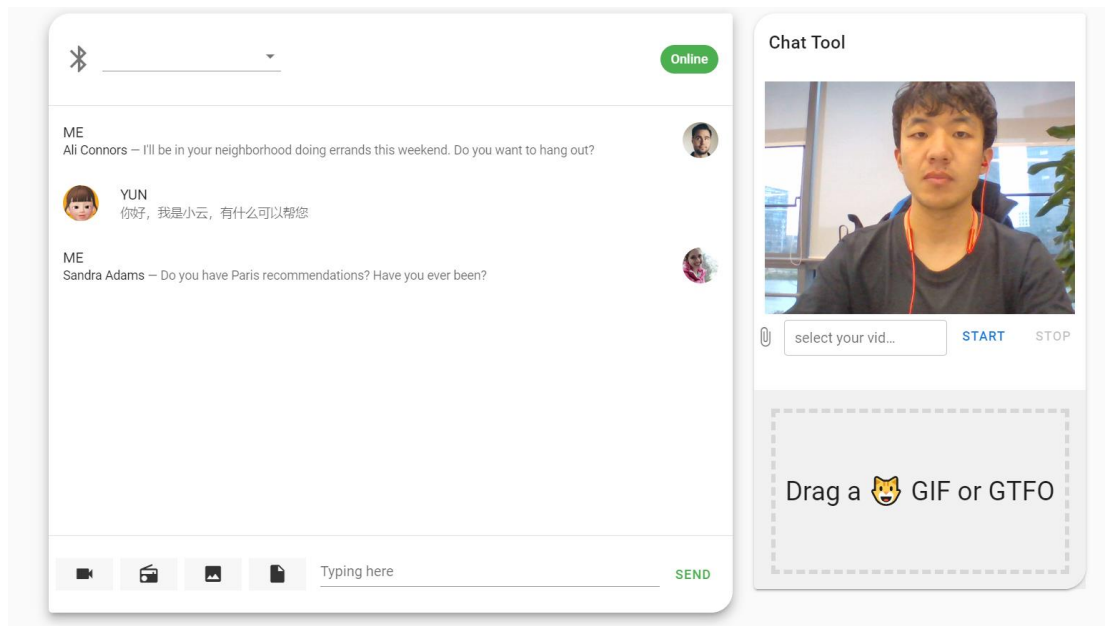 Online
ME
Ali Connors — I'll be in your neighborhood doing errands this weekend. Do you want to hang out?
YUN
你好，我是小云，有什么可以帮您
ME
Sandra Adams — Do you have Paris recommendations? Have you ever been?
Typing here
SEND
Chat Tool
select your vid...
START
STOP
Drag a 😺 GIF or GTFO